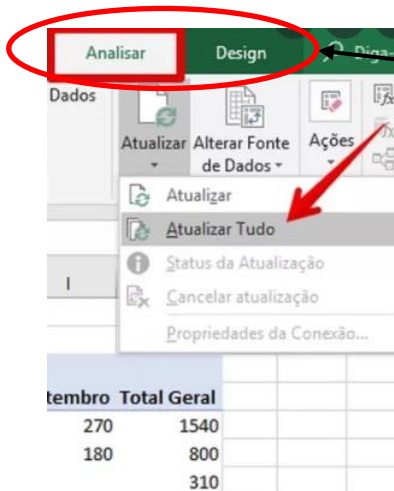 Analisar Design Diga-
Dados
Atualizar Alterar Fonte Ações
de Dados
Atualizar
Atualizar Tudo
Status da Atualização
Cancelar atualização
Propriedades da Conexão...
I
tembro Total Geral
270 1540
180 800
310